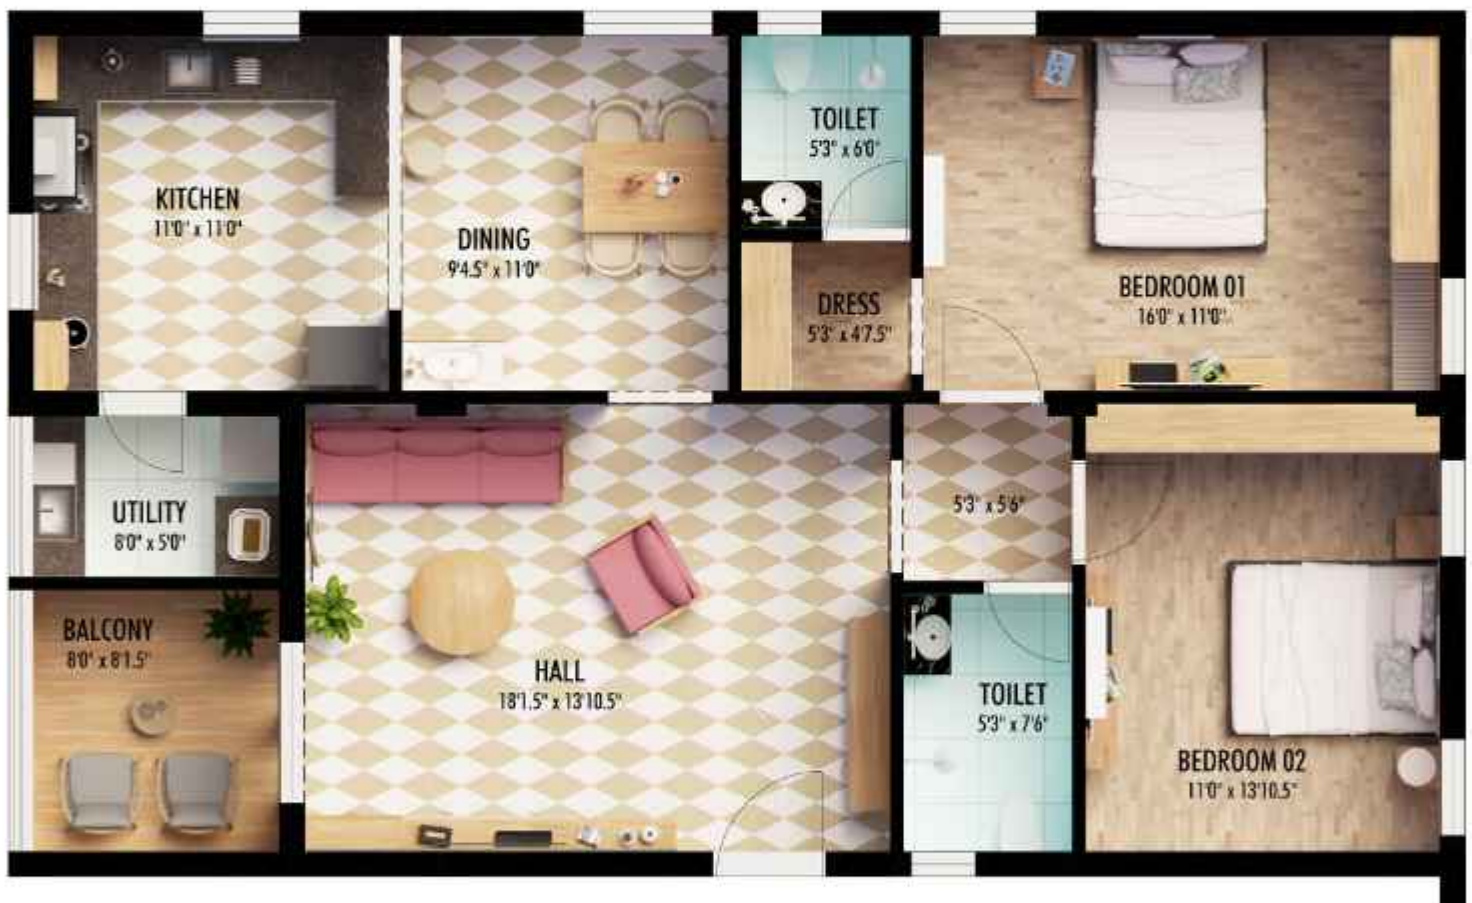 KITCHEN
11'0" x 11'0"
DINING
9'4.5" x 11'0"
TOILET
5'3" x 6'0"
DRESS
5'3" x 4'7.5"
BEDROOM 01
16'0" x 11'0"
UTILITY
8'0" x 5'0"
BALCONY
8'0" x 8'1.5"
HALL
18'1.5" x 13'10.5"
5'3" x 5'6"
TOILET
5'3" x 7'6"
BEDROOM 02
11'0" x 13'10.5"